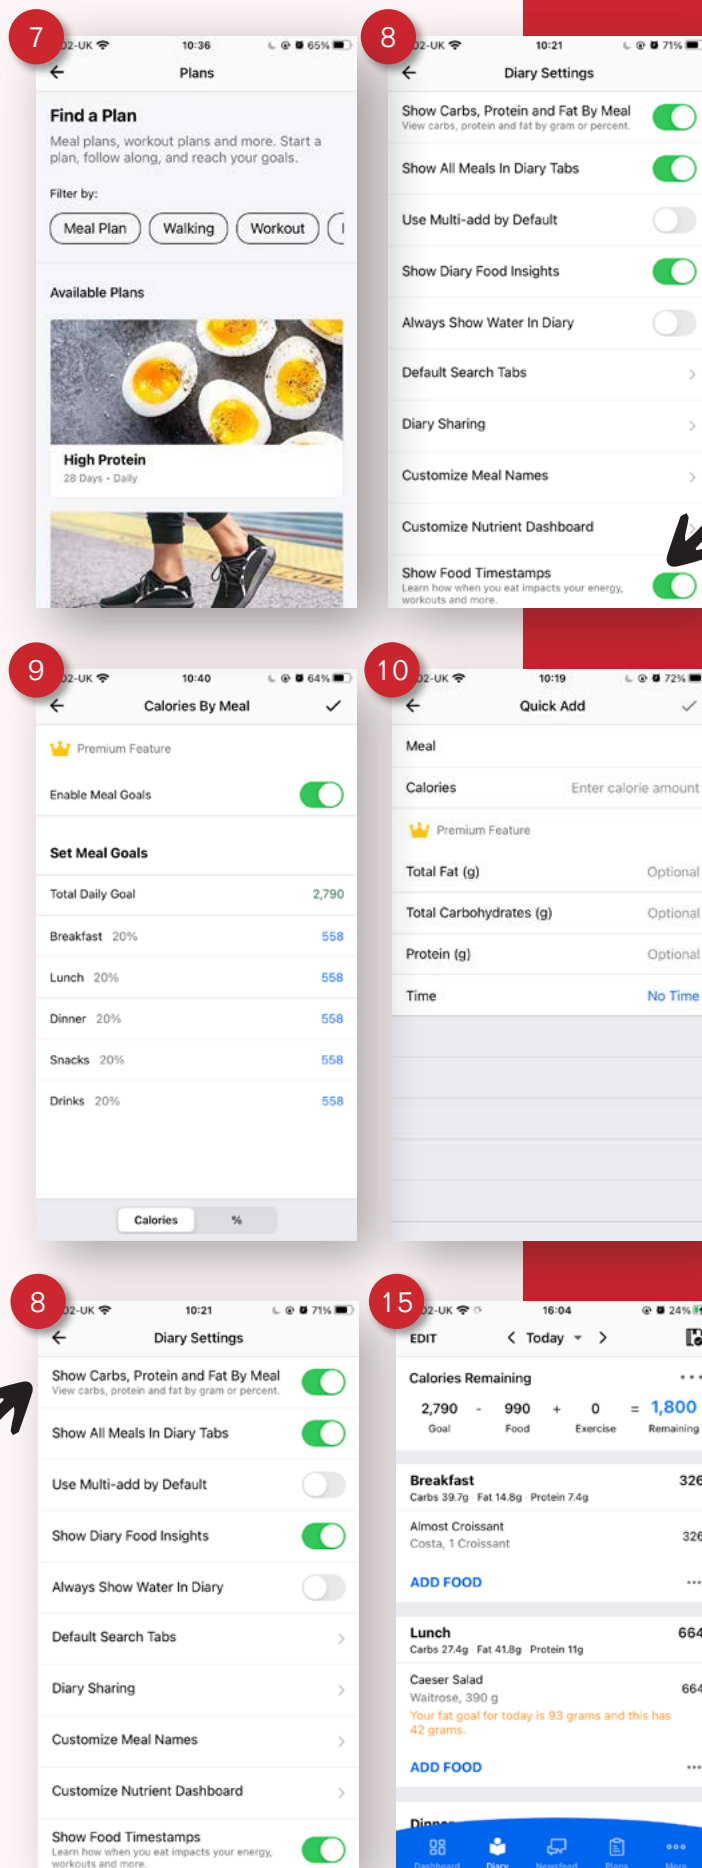 7
02-UK 10:36 65%
Plans
Find a Plan
Meal plans, workout plans and more. Start a
plan, follow along, and reach your goals.
Filter by:
Meal Plan Walking Workout
Available Plans
High Protein
28 Days • Daily
8
02-UK 10:21 71%
Diary Settings
Show Carbs, Protein and Fat By Meal
View carbs, protein and fat by gram or percent.
Show All Meals In Diary Tabs
Use Multi-add by Default
Show Diary Food Insights
Always Show Water In Diary
Default Search Tabs
Diary Sharing
Customize Meal Names
Customize Nutrient Dashboard
Show Food Timestamps
Learn how when you eat impacts your energy,
workouts and more.
9
02-UK 10:40 64%
Calories By Meal
Premium Feature
Enable Meal Goals
Set Meal Goals
Total Daily Goal 2,790
Breakfast 20% 558
Lunch 20% 558
Dinner 20% 558
Snacks 20% 558
Drinks 20% 558
Calories %
10
02-UK 10:19 72%
Quick Add
Meal
Calories Enter calorie amount
Premium Feature
Total Fat (g) Optional
Total Carbohydrates (g) Optional
Protein (g) Optional
Time No Time
8
02-UK 10:21 71%
Diary Settings
Show Carbs, Protein and Fat By Meal
View carbs, protein and fat by gram or percent.
Show All Meals In Diary Tabs
Use Multi-add by Default
Show Diary Food Insights
Always Show Water In Diary
Default Search Tabs
Diary Sharing
Customize Meal Names
Customize Nutrient Dashboard
Show Food Timestamps
Learn how when you eat impacts your energy,
workouts and more.
15
02-UK 16:04 24%
EDIT < Today >
Calories Remaining
2,790 - 990 + 0 = 1,800
Goal Food Exercise Remaining
Breakfast 326
Carbs 39.7g · Fat 14.8g · Protein 7.4g
Almost Croissant 326
Costa, 1 Croissant
ADD FOOD
Lunch 664
Carbs 27.4g · Fat 41.8g · Protein 11g
Caeser Salad 664
Waitrose, 390 g
Your fat goal for today is 93 grams and this has
42 grams.
ADD FOOD
Dinner
Dashboard Diary Newsfeed Plans More